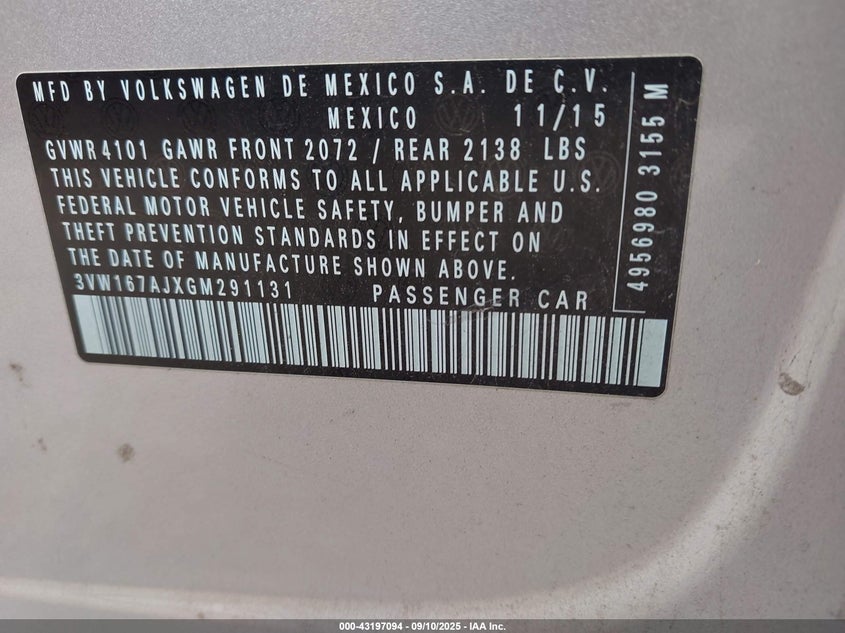 MFD BY VOLKSWAGEN DE MEXICO S.A. DE C.V.
MEXICO 11/15
GVWR 4101 GAWR FRONT 2072 / REAR 2138 LBS
THIS VEHICLE CONFORMS TO ALL APPLICABLE U.S.
FEDERAL MOTOR VEHICLE SAFETY, BUMPER AND
THEFT PREVENTION STANDARDS IN EFFECT ON
THE DATE OF MANUFACTURE SHOWN ABOVE.
3VW167AJXGM291131 PASSENGER CAR
4956980 3155 M
000-43197094 - 09/10/2025 - IAA Inc.